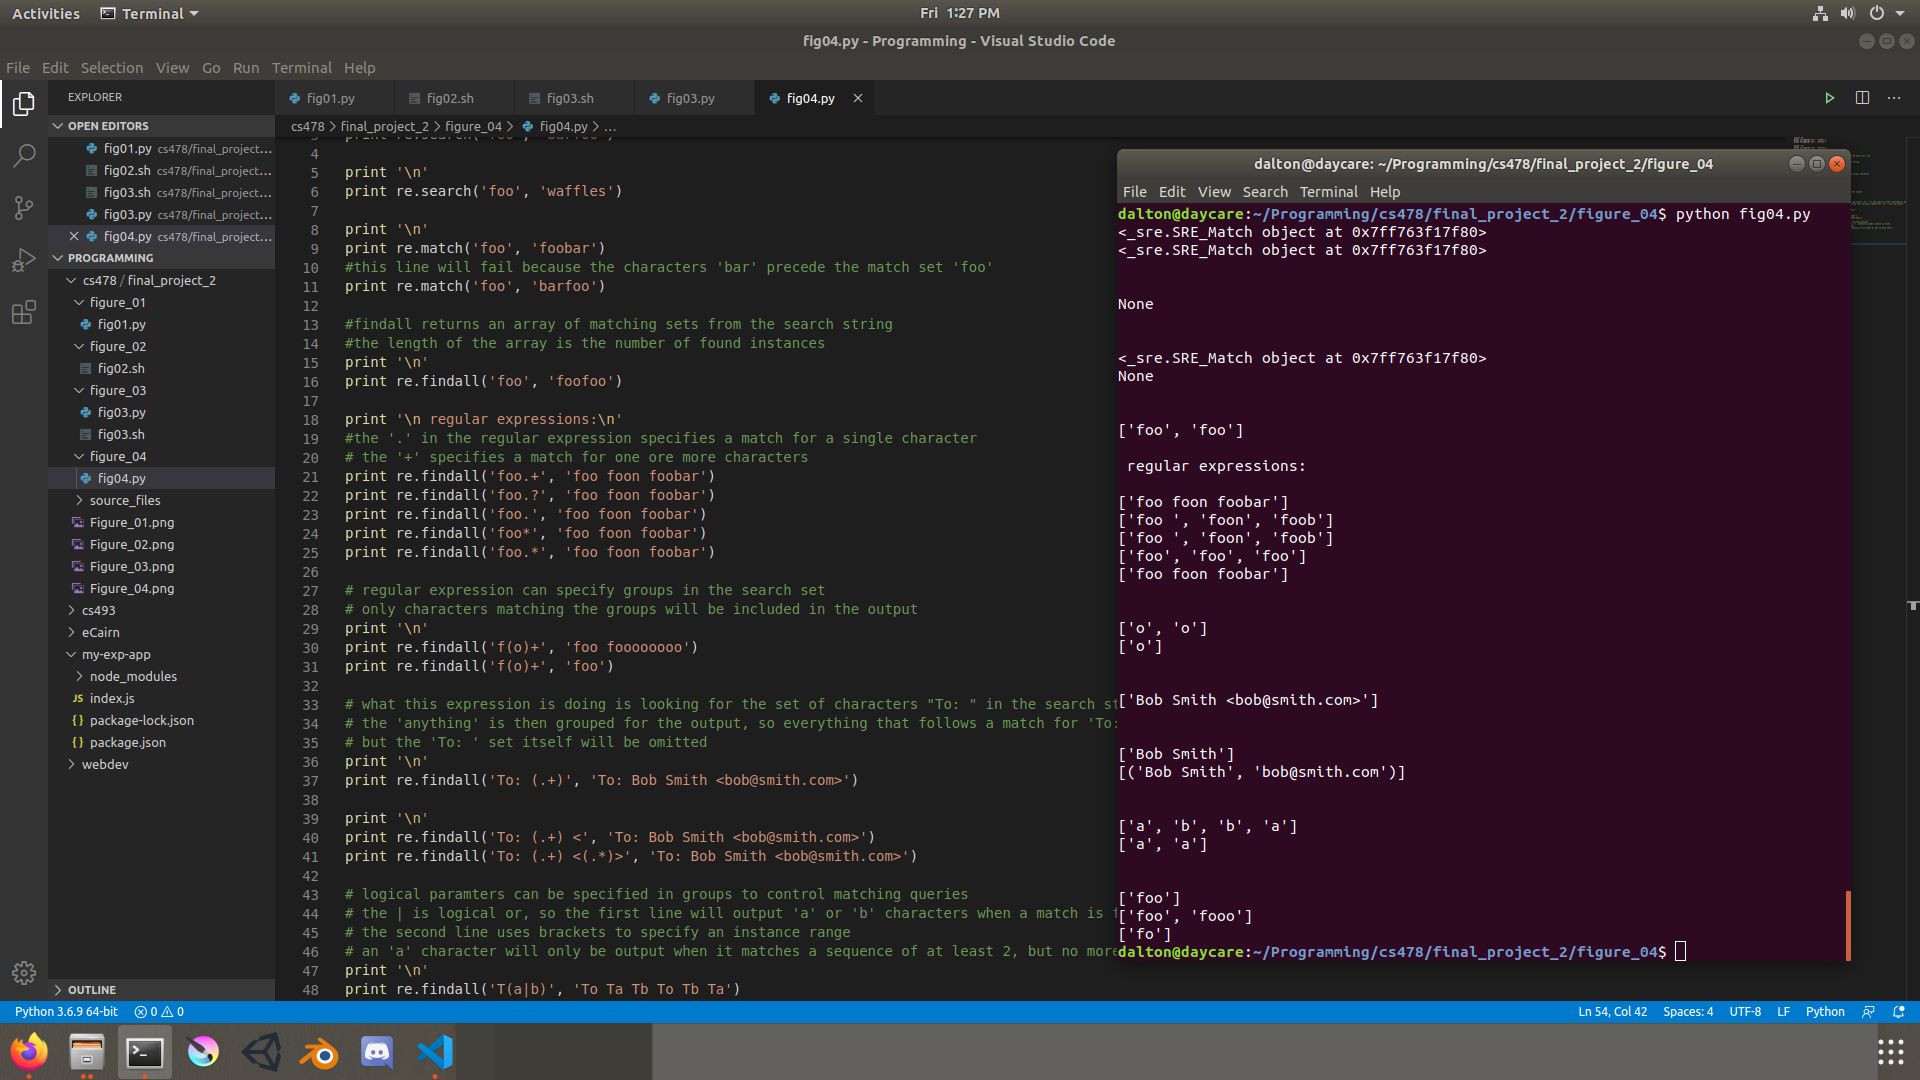 Activities
Terminal
Fri 1:27 PM
fig04.py - Programming - Visual Studio Code
File Edit Selection View Go Run Terminal Help
EXPLORER
OPEN EDITORS
fig01.py cs478/final_project...
fig02.sh cs478/final_project...
fig03.sh cs478/final_project...
fig03.py cs478/final_project...
fig04.py cs478/final_project...
PROGRAMMING
cs478 / final_project_2
figure_01
fig01.py
figure_02
fig02.sh
figure_03
fig03.py
fig03.sh
figure_04
fig04.py
source_files
Figure_01.png
Figure_02.png
Figure_03.png
Figure_04.png
cs493
eCairn
my-exp-app
node_modules
JS index.js
{} package-lock.json
{} package.json
webdev
OUTLINE
fig01.py fig02.sh fig03.sh fig03.py fig04.py
cs478 > final_project_2 > figure_04 > fig04.py > ...
4
5 print '\n'
6 print re.search('foo', 'waffles')
7
8 print '\n'
9 print re.match('foo', 'foobar')
10 #this line will fail because the characters 'bar' precede the match set 'foo'
11 print re.match('foo', 'barfoo')
12
13 #findall returns an array of matching sets from the search string
14 #the length of the array is the number of found instances
15 print '\n'
16 print re.findall('foo', 'foofoo')
17
18 print '\n regular expressions:\n'
19 #the '.' in the regular expression specifies a match for a single character
20 # the '+' specifies a match for one ore more characters
21 print re.findall('foo.+', 'foo foon foobar')
22 print re.findall('foo.?', 'foo foon foobar')
23 print re.findall('foo.', 'foo foon foobar')
24 print re.findall('foo*', 'foo foon foobar')
25 print re.findall('foo.*', 'foo foon foobar')
26
27 # regular expression can specify groups in the search set
28 # only characters matching the groups will be included in the output
29 print '\n'
30 print re.findall('f(o)+', 'foo foooooooo')
31 print re.findall('f(o)+', 'foo')
32
33 # what this expression is doing is looking for the set of characters "To: " in the search
34 # the 'anything' is then grouped for the output, so everything that follows a match for 'To:
35 # but the 'To: ' set itself will be omitted
36 print '\n'
37 print re.findall('To: (.+)', 'To: Bob Smith <bob@smith.com>')
38
39 print '\n'
40 print re.findall('To: (.+) <', 'To: Bob Smith <bob@smith.com>')
41 print re.findall('To: (.+) <(.*)>', 'To: Bob Smith <bob@smith.com>')
42
43 # logical paramters can be specified in groups to control matching queries
44 # the | is logical or, so the first line will output 'a' or 'b' characters when a match is
45 # the second line uses brackets to specify an instance range
46 # an 'a' character will only be output when it matches a sequence of at least 2, but no more
47 print '\n'
48 print re.findall('T(a|b)', 'To Ta Tb To Tb Ta')
dalton@daycare: ~/Programming/cs478/final_project_2/figure_04
File Edit View Search Terminal Help
dalton@daycare:~/Programming/cs478/final_project_2/figure_04$ python fig04.py
<_sre.SRE_Match object at 0x7ff763f17f80>
<_sre.SRE_Match object at 0x7ff763f17f80>
None
<_sre.SRE_Match object at 0x7ff763f17f80>
None
['foo', 'foo']
regular expressions:
['foo foon foobar']
['foo ', 'foon', 'foob']
['foo ', 'foon', 'foob']
['foo', 'foo', 'foo']
['foo foon foobar']
['o', 'o']
['o']
['Bob Smith <bob@smith.com>']
['Bob Smith']
[('Bob Smith', 'bob@smith.com')]
['a', 'b', 'b', 'a']
['a', 'a']
['foo']
['foo', 'fooo']
['fo']
dalton@daycare:~/Programming/cs478/final_project_2/figure_04$
Python 3.6.9 64-bit 0 0
Ln 54, Col 42 Spaces: 4 UTF-8 LF Python